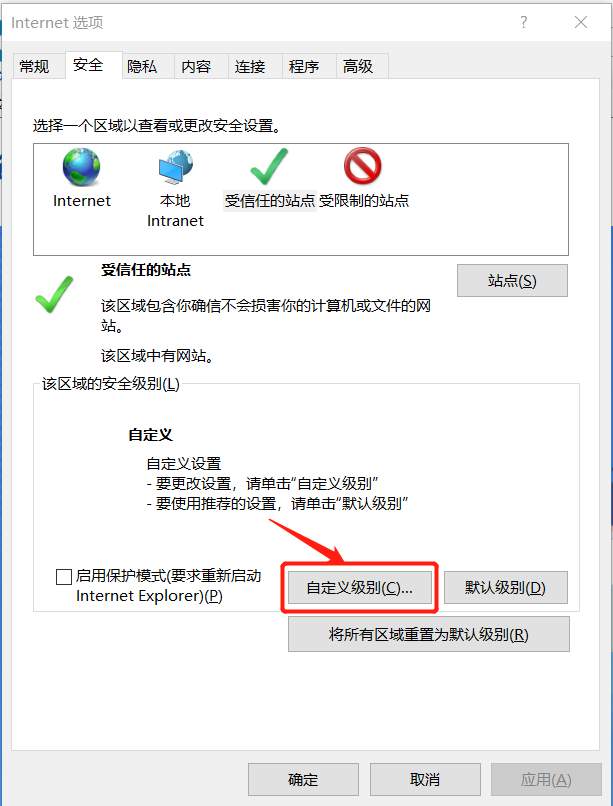 Internet 选项
?
常规 安全 隐私 内容 连接 程序 高级
选择一个区域以查看或更改安全设置。
Internet
本地
Intranet
受信任的站点
受限制的站点
受信任的站点
站点(S)
该区域包含你确信不会损害你的计算机或文件的网
站。
该区域中有网站。
该区域的安全级别(L)
自定义
自定义设置
- 要更改设置，请单击“自定义级别”
- 要使用推荐的设置，请单击“默认级别”
启用保护模式(要求重新启动
Internet Explorer)(P)
自定义级别(C)...
默认级别(D)
将所有区域重置为默认级别(R)
确定
取消
应用(A)